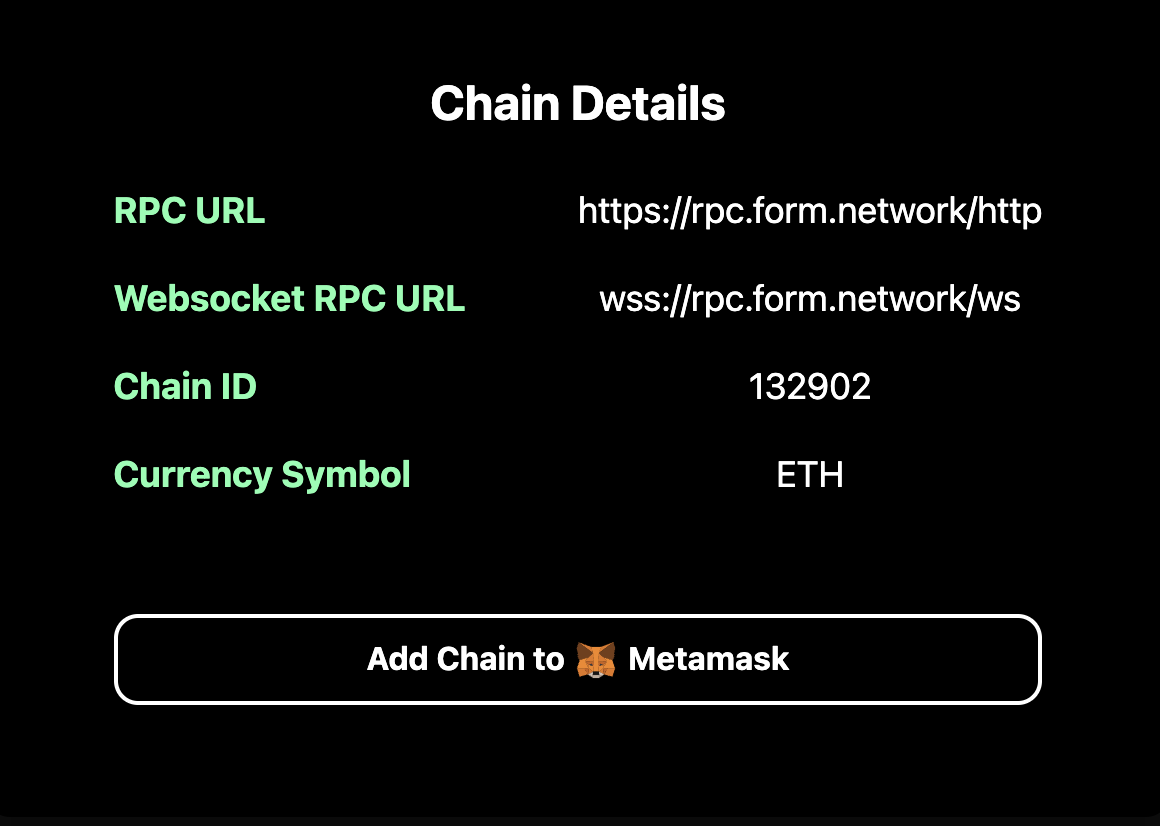 Chain Details
RPC URL https://rpc.form.network/http
Websocket RPC URL wss://rpc.form.network/ws
Chain ID 132902
Currency Symbol ETH
Add Chain to Metamask